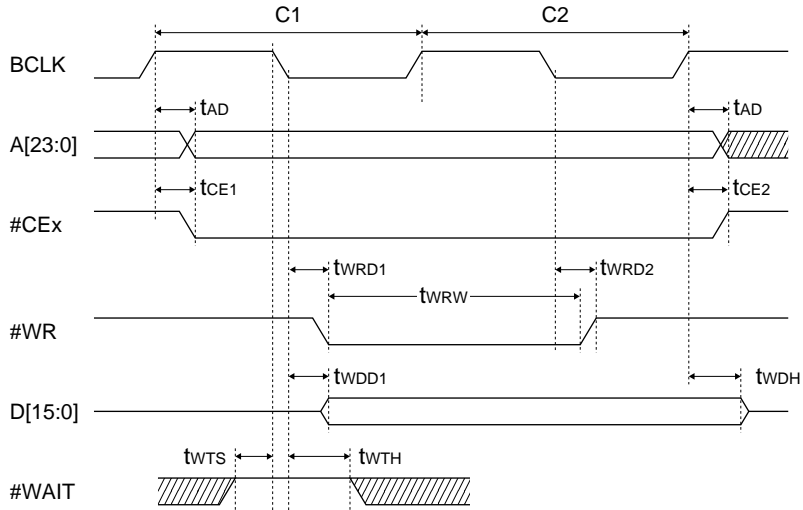 C1 C2
BCLK
tAD tAD
A[23:0]
tCE1 tCE2
#CEx
tWRD1 tWRD2
tWRW
#WR
tWDD1 tWDH
D[15:0]
tWTS tWTH
#WAIT